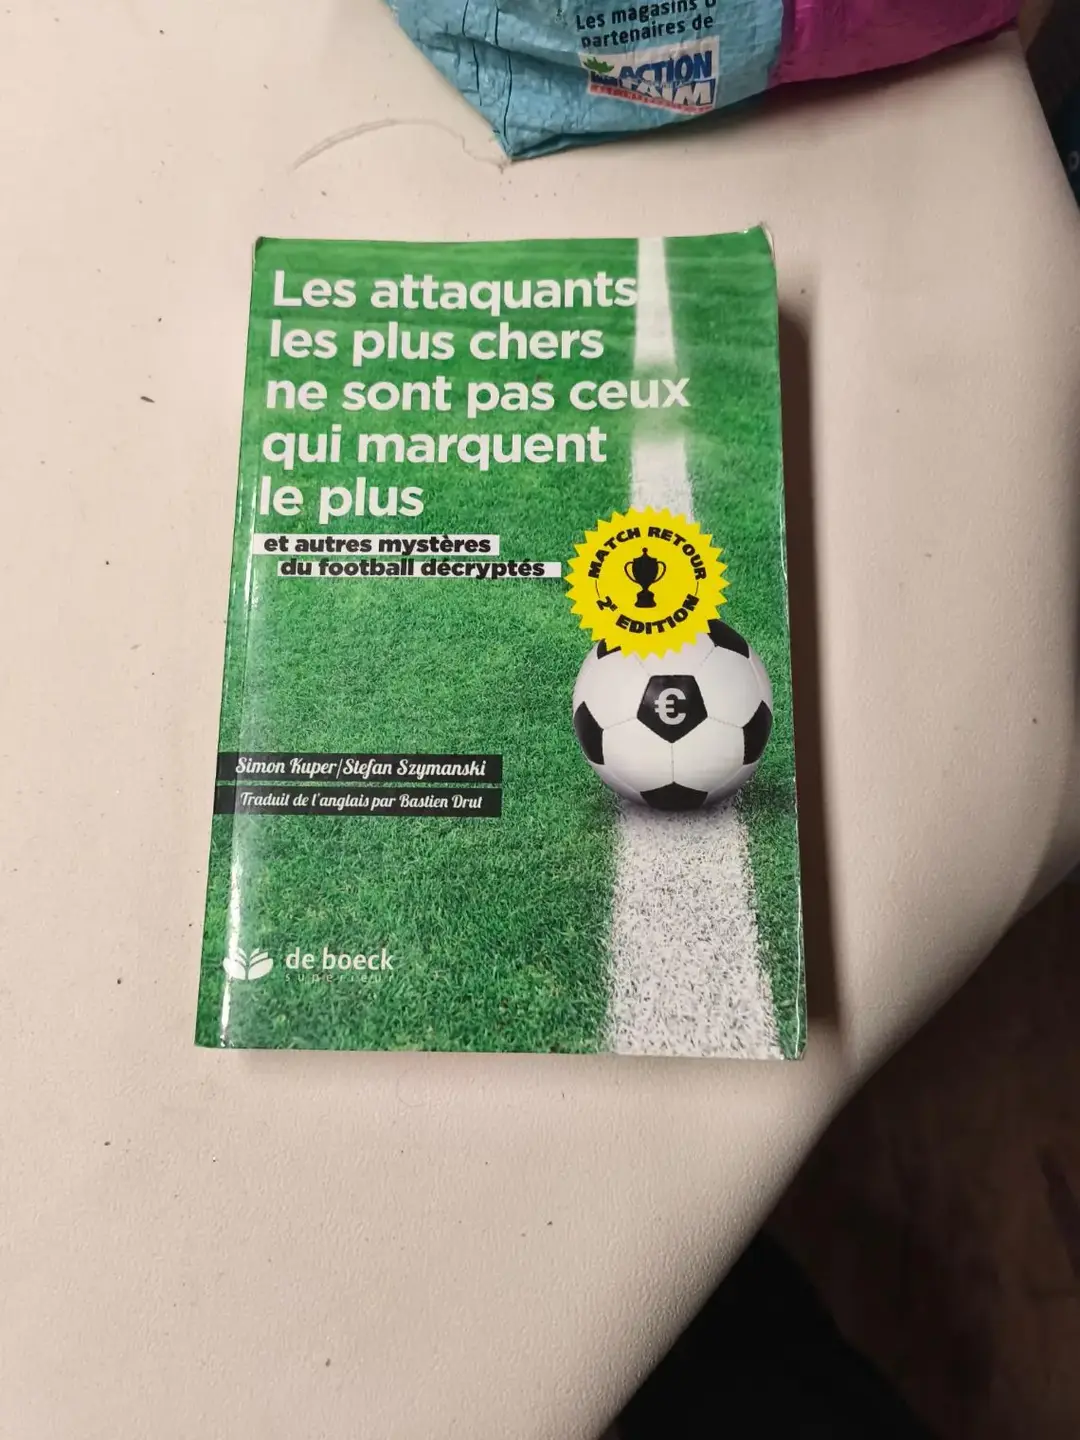 Les magasins U
partenaires de
ACTION
FAIM
Les attaquants
les plus chers
ne sont pas ceux
qui marquent
le plus
et autres mystères
du football décryptés
MATCH RETOUR
2e EDITION
€
Simon Kuper/Stefan Szymanski
Traduit de l'anglais par Bastien Drut
de boeck
supérieur